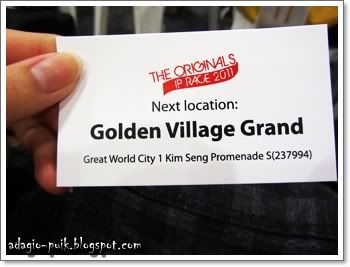 THE ORIGINALS
IP RACE 2011
Next location:
Golden Village Grand
Great World City 1 Kim Seng Promenade S(237994)
adagio-puik.blogspot.com